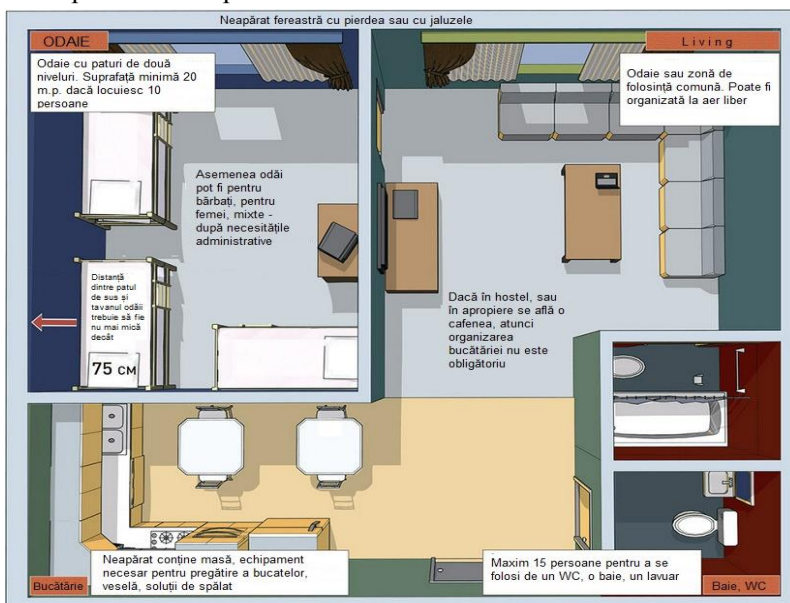 Neapărat fereastră cu pierdea sau cu jaluzele
ODAIE
Odaie cu paturi de două
niveluri. Suprafață minimă 20
m.p. dacă locuiesc 10
persoane
Living
Odaie sau zonă de
folosință comună. Poate fi
organizată la aer liber
Asemenea odăi
pot fi pentru
bărbați, pentru
femei, mixte -
după necesitățile
administrative
Distanță
dintre patul
de sus și
tavanul odăii
trebuie să fie
nu mai mică
decât
75 см
Dacă în hostel, sau
în apropiere se află o
cafenea, atunci
organizarea
bucătăriei nu este
obligatoriu
Neapărat conține masă, echipament
necesar pentru pregătire a bucatelor,
veselă, soluții de spălat
Bucătărie
Maxim 15 persoane pentru a se
folosi de un WC, o baie, un lavuar
Baie, WC